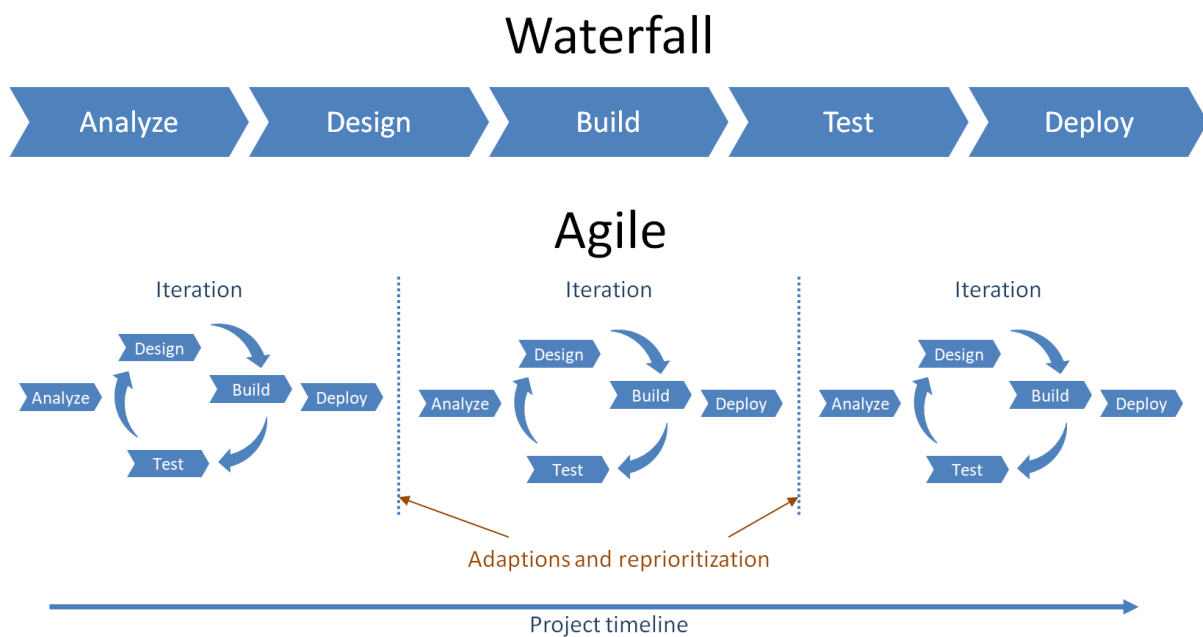 Waterfall
Analyze
Design
Build
Test
Deploy
Agile
Iteration
Iteration
Iteration
Design
Build
Analyze
Deploy
Test
Design
Build
Analyze
Deploy
Test
Design
Build
Analyze
Deploy
Test
Adaptions and reprioritization
Project timeline